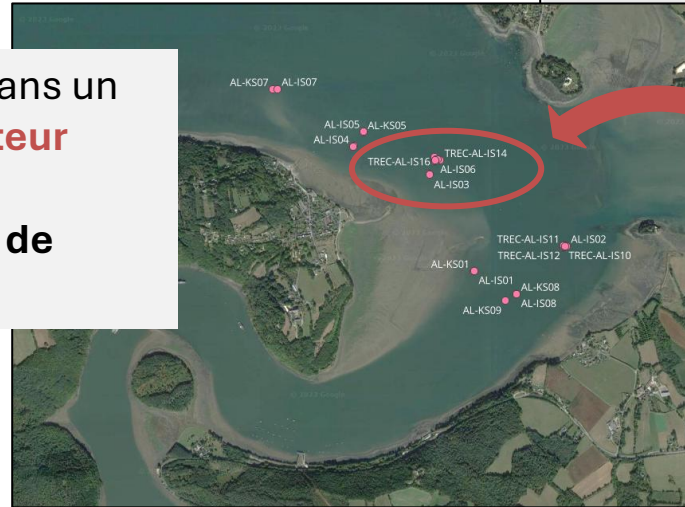 ans un
teur
de
AL-KS07
AL-IS07
AL-IS05
AL-KS05
AL-IS04
TREC-AL-IS16
TREC-AL-IS14
AL-IS06
AL-IS03
TREC-AL-IS11
AL-IS02
TREC-AL-IS12
TREC-AL-IS10
AL-KS01
AL-IS01
AL-KS08
AL-KS09
AL-IS08